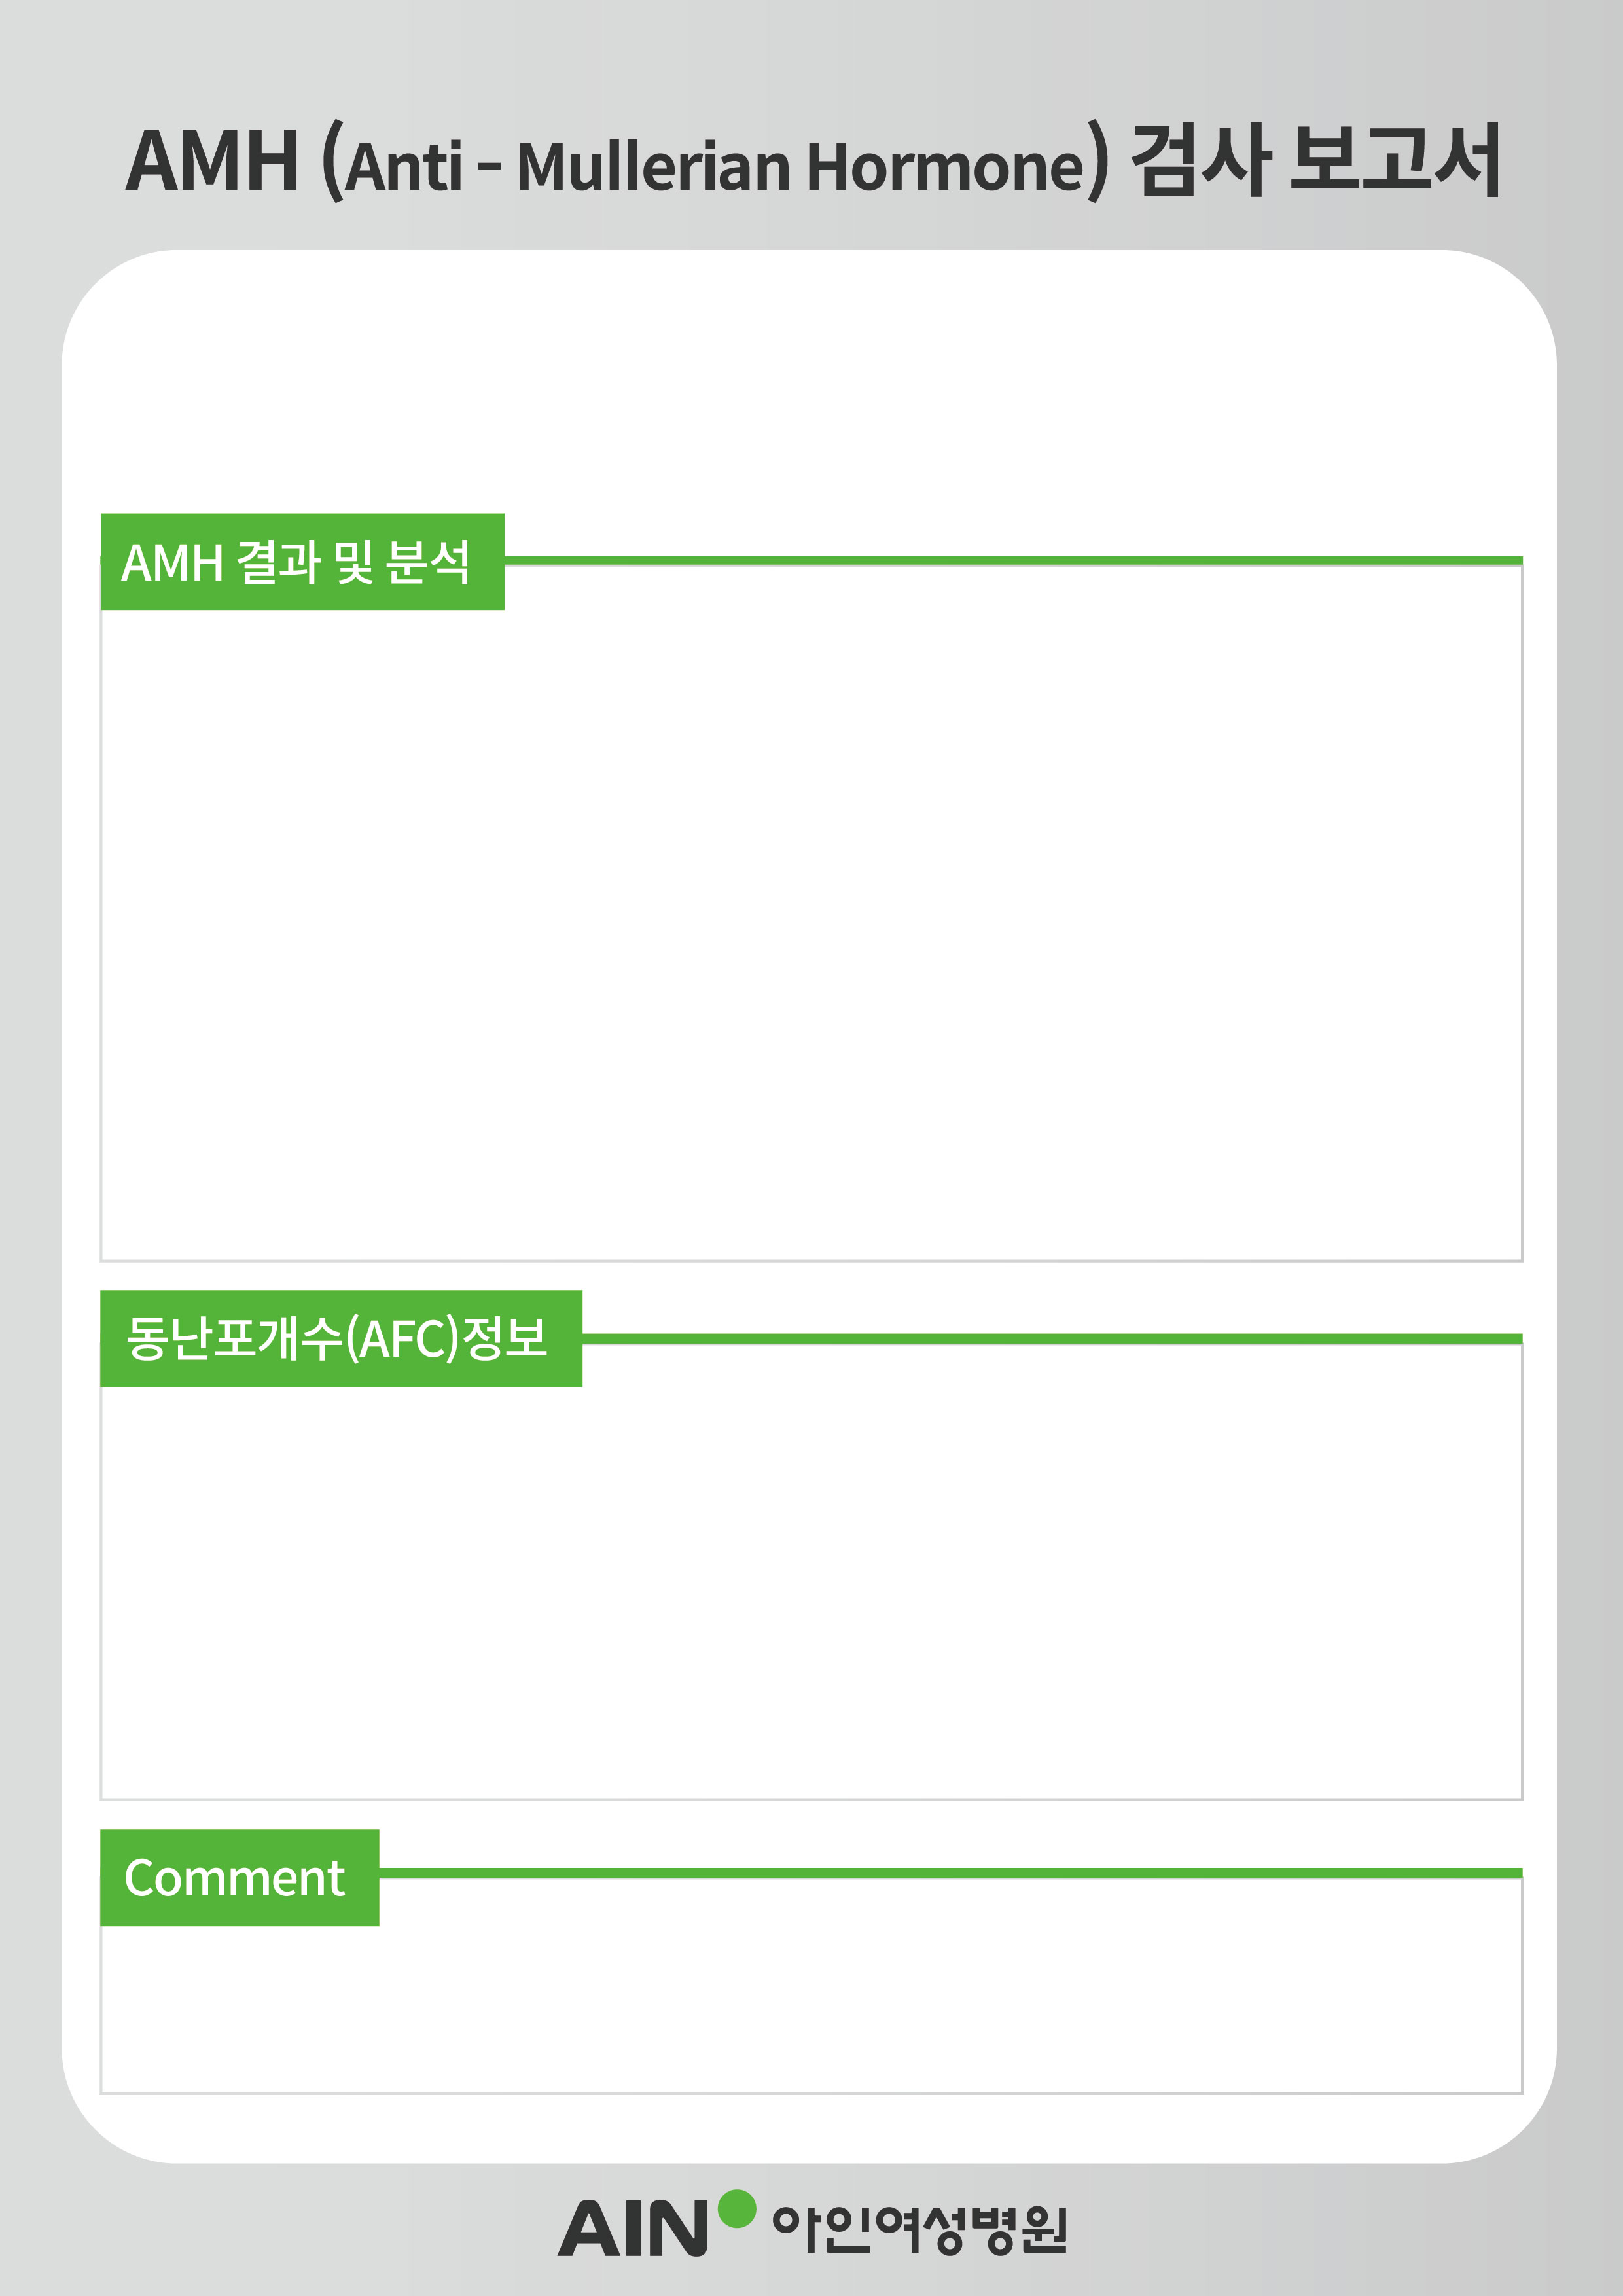 AMH (Anti - Mullerian Hormone) 검사 보고서
AMH 결과 및 분석
동난포개수(AFC)정보
Comment
AIN 아인여성병원